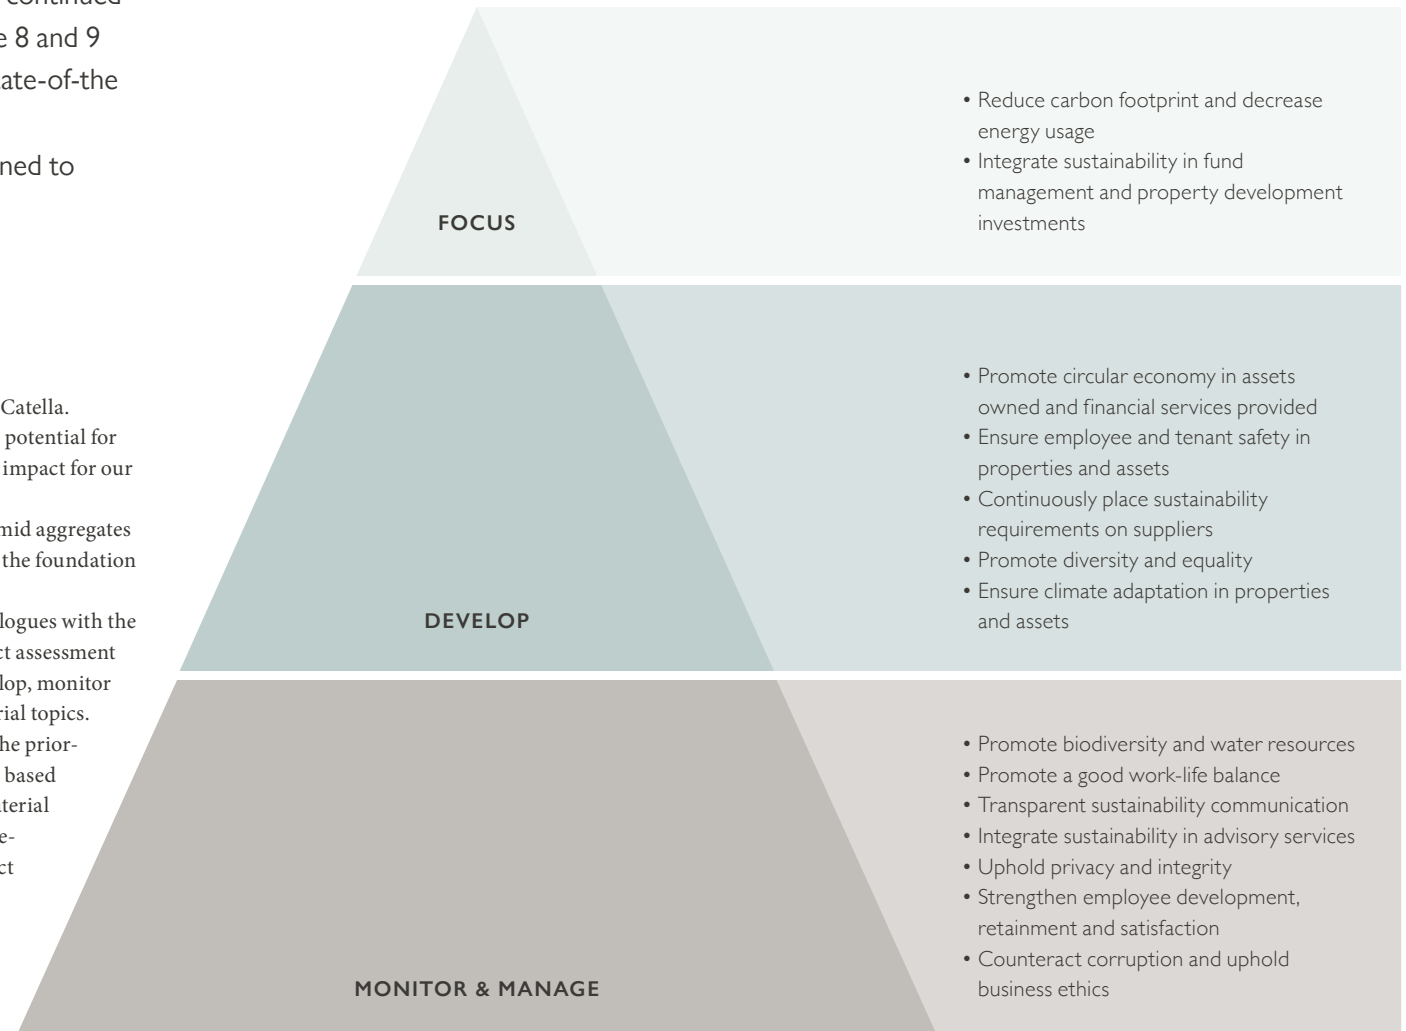 continued
8 and 9
ate-of-the
ned to
Catella.
potential for
impact for our
mid aggregates
the foundation
logues with the
ct assessment
lop, monitor
rial topics.
he prior-
based
terial
e-
ct
FOCUS
• Reduce carbon footprint and decrease
energy usage
• Integrate sustainability in fund
management and property development
investments
DEVELOP
• Promote circular economy in assets
owned and financial services provided
• Ensure employee and tenant safety in
properties and assets
• Continuously place sustainability
requirements on suppliers
• Promote diversity and equality
• Ensure climate adaptation in properties
and assets
MONITOR & MANAGE
• Promote biodiversity and water resources
• Promote a good work-life balance
• Transparent sustainability communication
• Integrate sustainability in advisory services
• Uphold privacy and integrity
• Strengthen employee development,
retainment and satisfaction
• Counteract corruption and uphold
business ethics